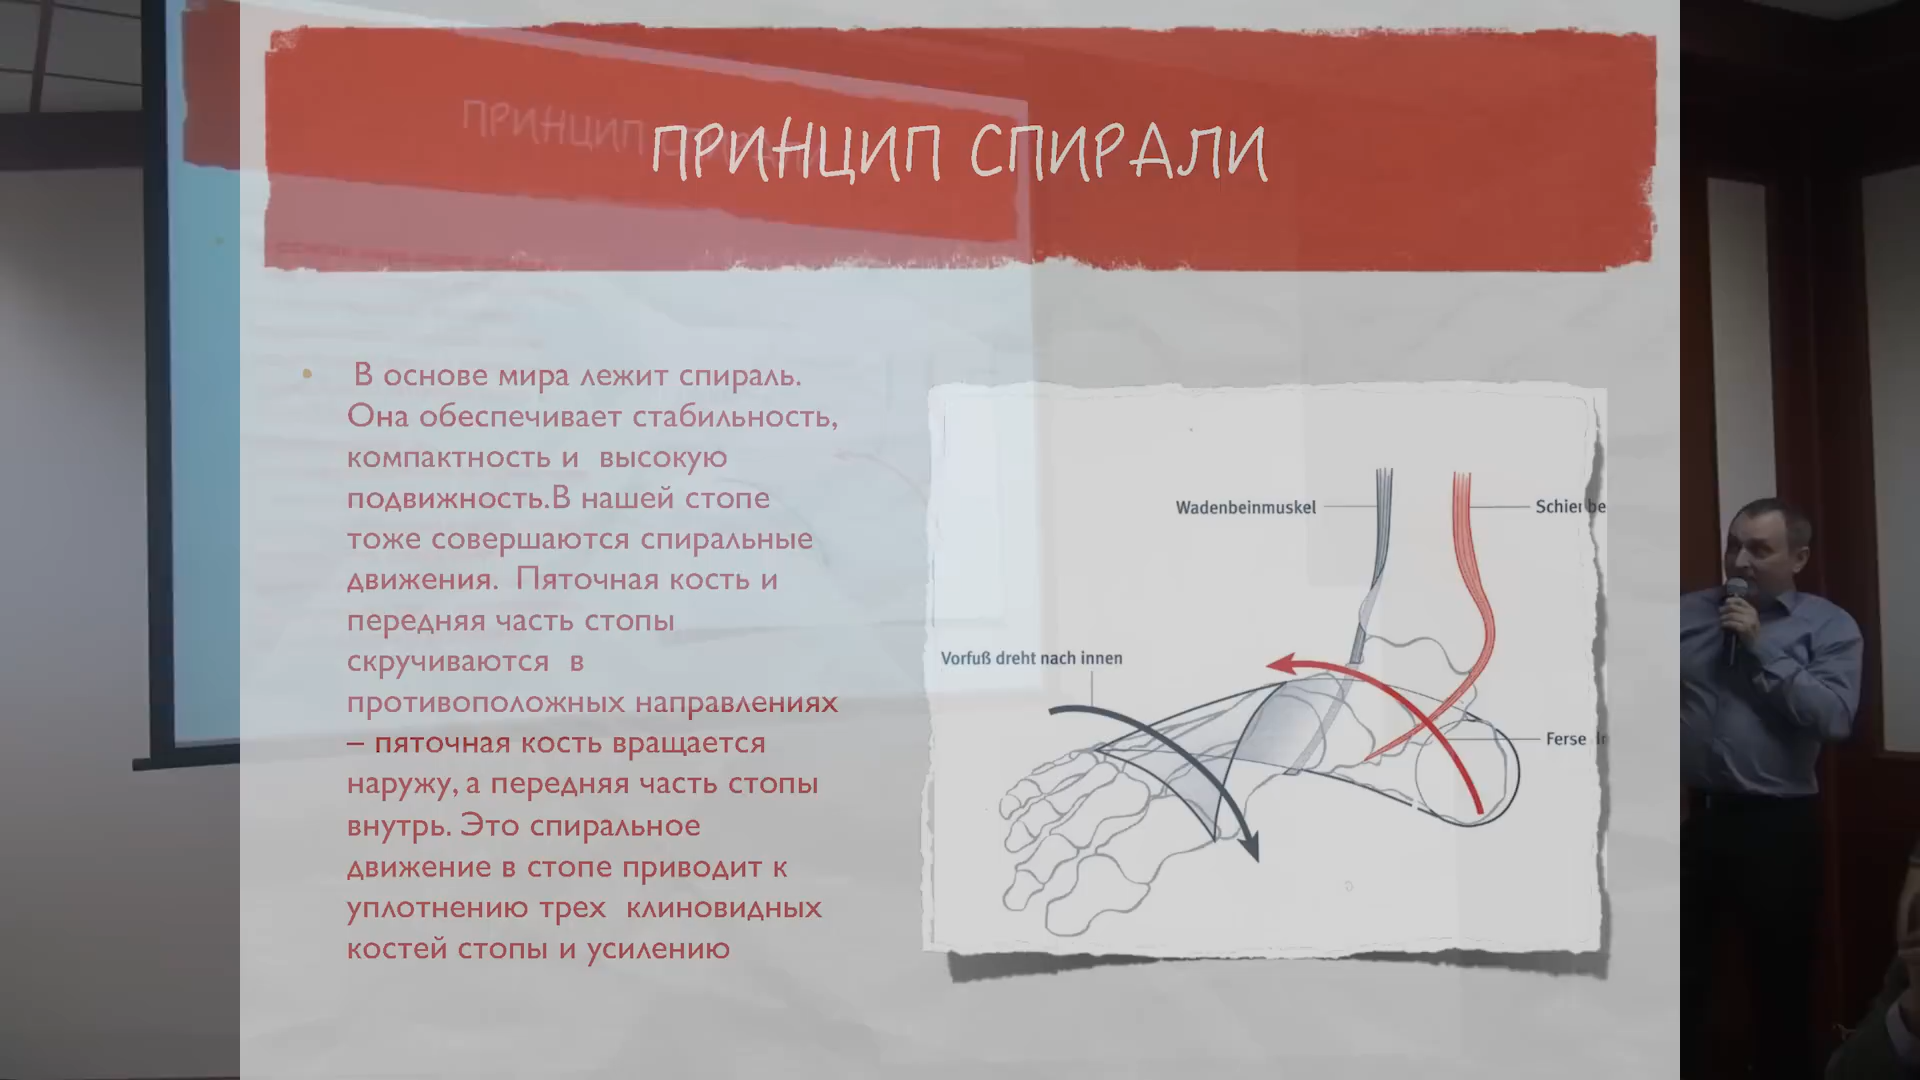 ПРИНЦИП СПИРАЛИ
• В основе мира лежит спираль.
Она обеспечивает стабильность,
компактность и высокую
подвижность.В нашей стопе
тоже совершаются спиральные
движения. Пяточная кость и
передняя часть стопы
скручиваются в
противоположных направлениях
– пяточная кость вращается
наружу, а передняя часть стопы
внутрь. Это спиральное
движение в стопе приводит к
уплотнению трех клиновидных
костей стопы и усилению
Wadenbeinmuskel
Vorfuß dreht nach innen
Ferse
ПРИНЦИП